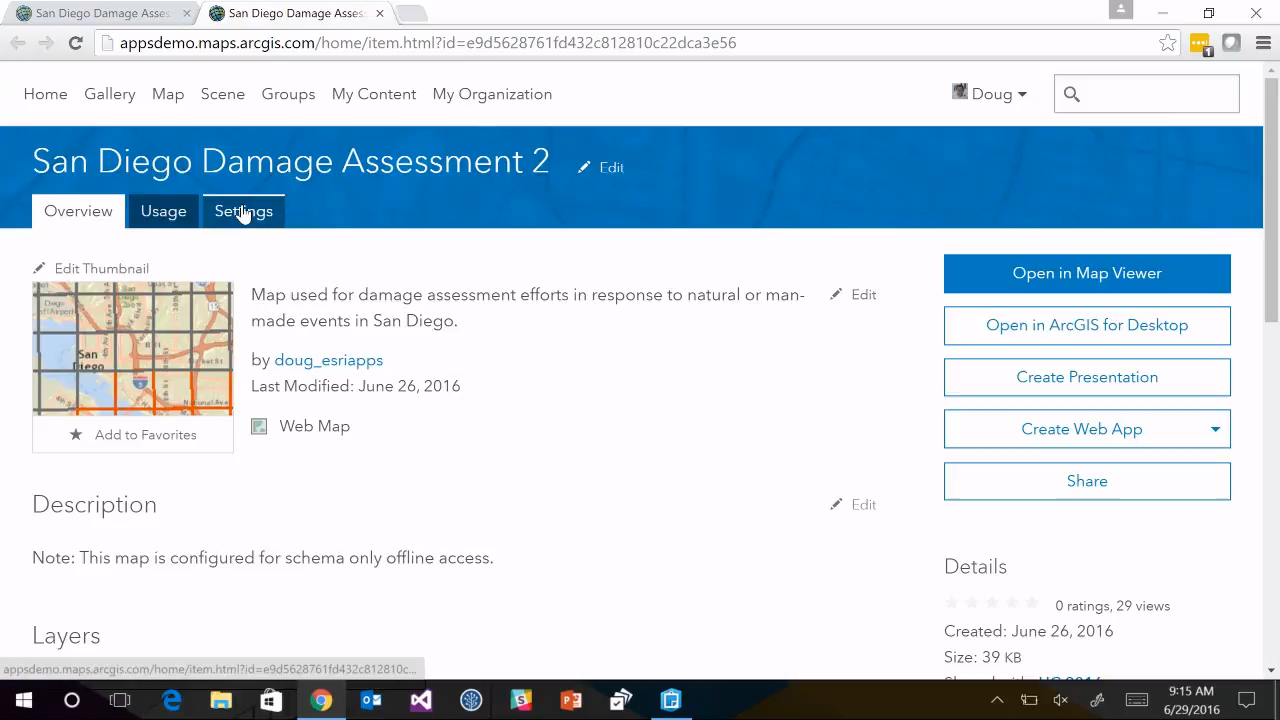 San Diego Damage Asses
San Diego Damage Asses
appsdemo.maps.arcgis.com/home/item.html?id=e9d5628761fd432c812810c22dca3e56
1
Home Gallery Map Scene Groups My Content My Organization Doug
San Diego Damage Assessment 2 Edit
Overview Usage Settings
Edit Thumbnail
San
Diego
Add to Favorites
Map used for damage assessment efforts in response to natural or man-
made events in San Diego.
Edit
by doug_esriapps
Last Modified: June 26, 2016
Web Map
Open in Map Viewer
Open in ArcGIS for Desktop
Create Presentation
Create Web App
Share
Description Edit
Note: This map is configured for schema only offline access.
Layers
Details
0 ratings, 29 views
Created: June 26, 2016
Size: 39 KB
appsdemo.maps.arcgis.com/home/item.html?id=e9d5628761fd432c812810c...
9:15 AM
6/29/2016